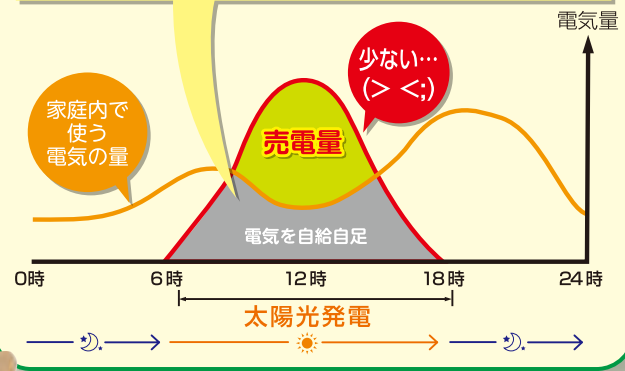 電気量
少ない…
(> <;)
家庭内で
使う
電気の量
売電量
電気を自給自足
0時
6時
12時
18時
24時
太陽光発電